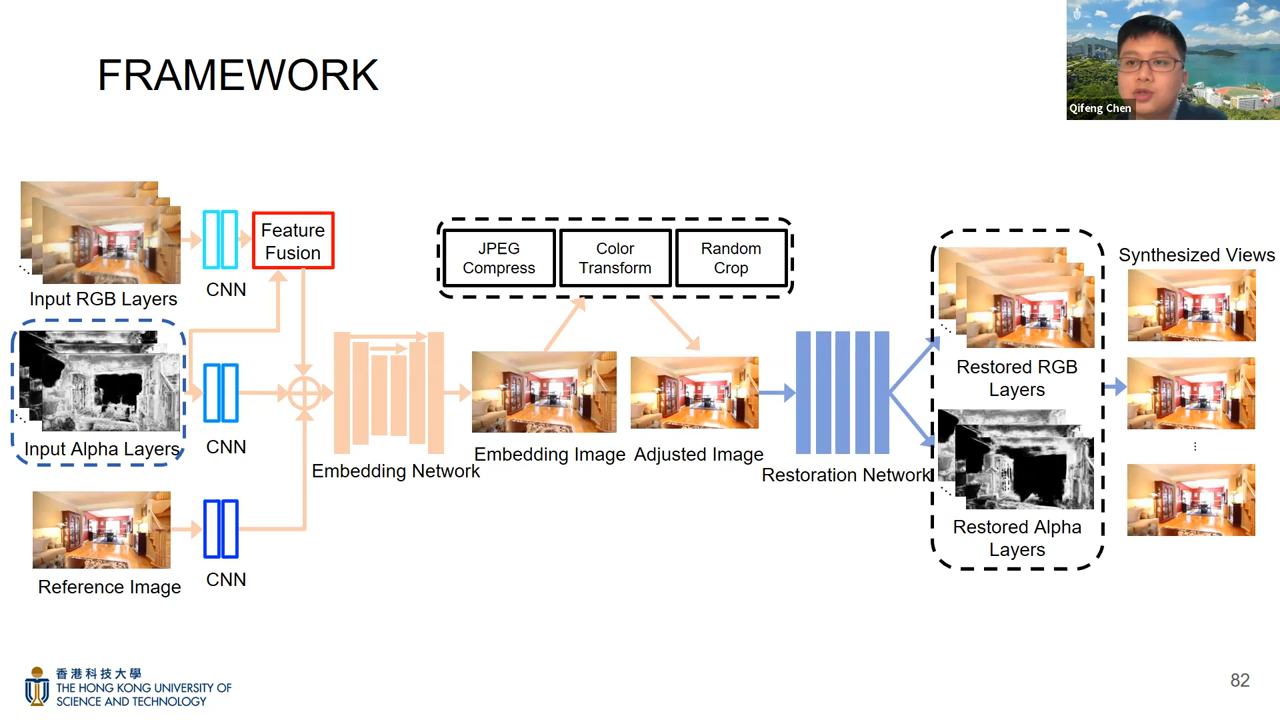 FRAMEWORK
Qifeng Chen
Input RGB Layers
CNN
Feature
Fusion
Input Alpha Layers
CNN
Reference Image
CNN
Embedding Network
JPEG
Compress
Color
Transform
Random
Crop
Embedding Image
Adjusted Image
Restoration Network
Restored RGB
Layers
Restored Alpha
Layers
Synthesized Views
香港科技大學
THE HONG KONG UNIVERSITY OF
SCIENCE AND TECHNOLOGY
82